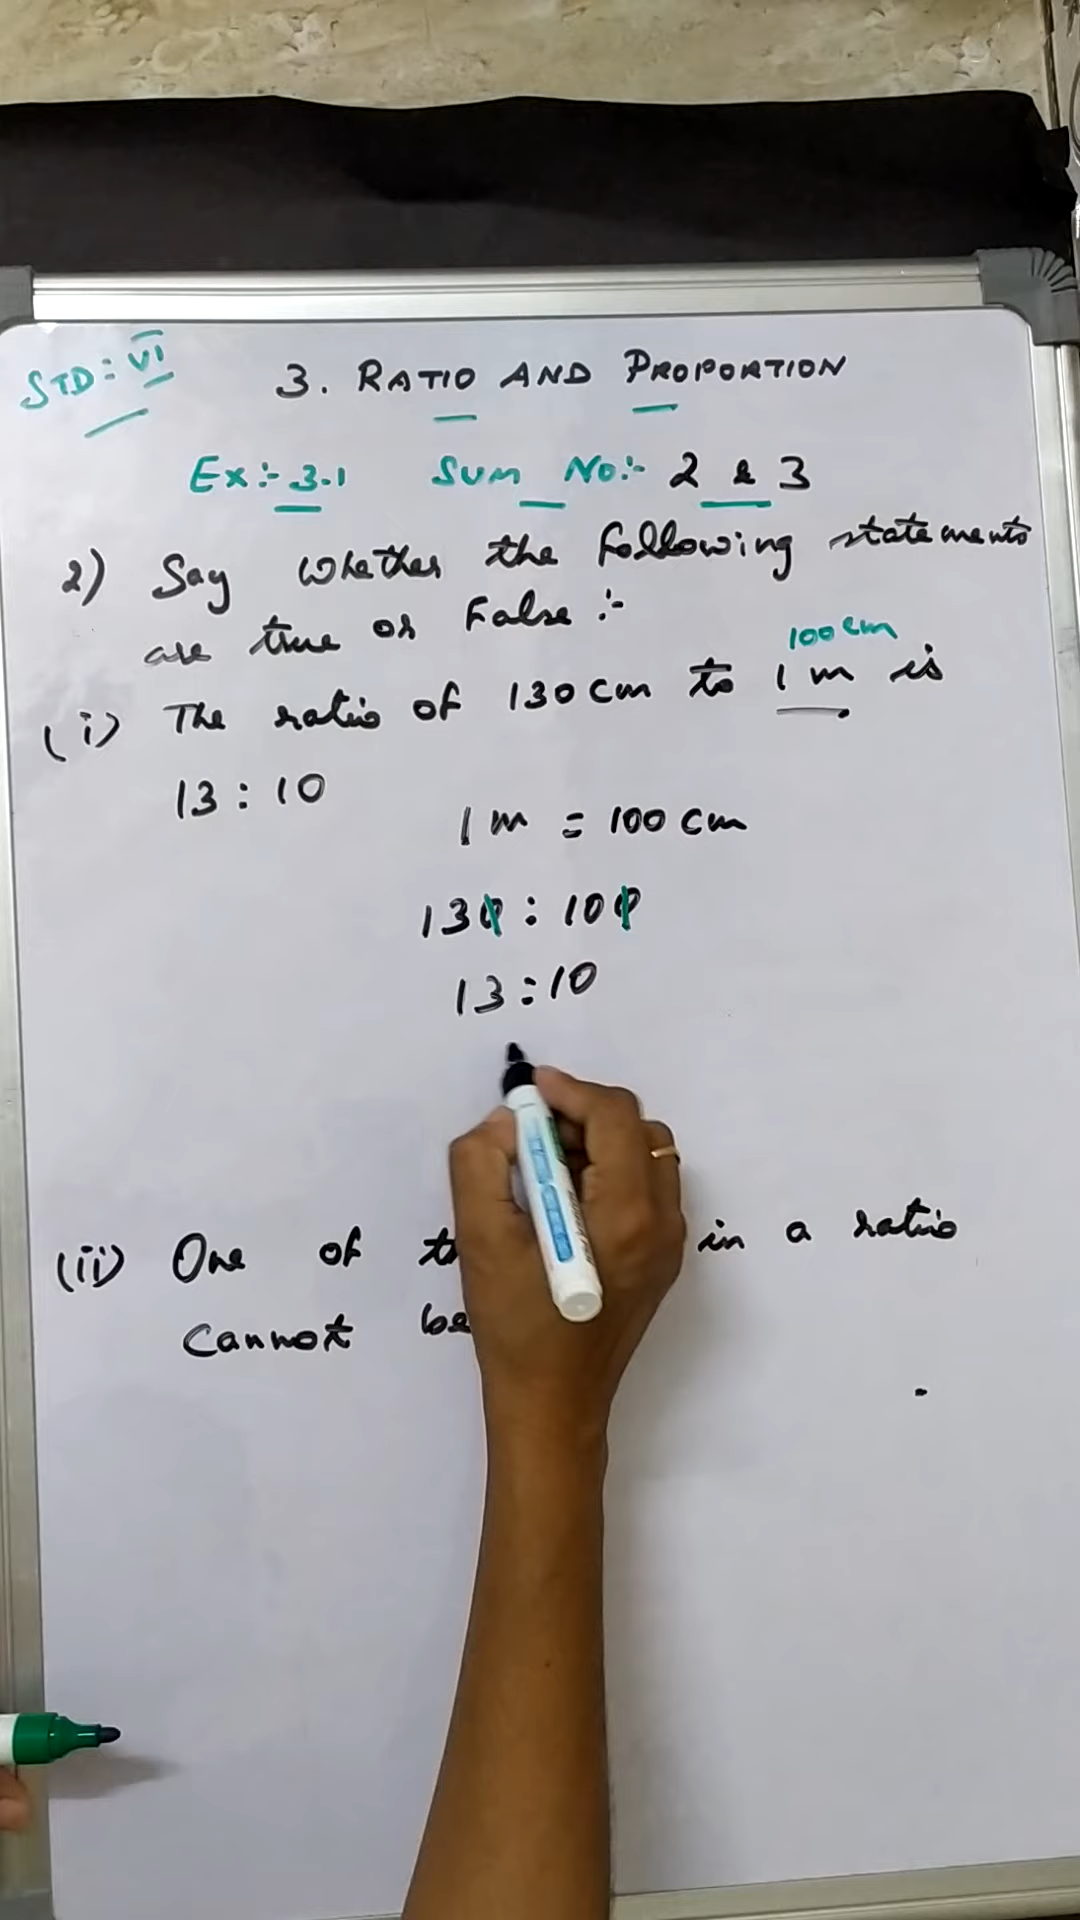 STD:- VI
3. RATIO AND PROPORTION
Ex:- 3.1 Sum No:- 2 & 3
2) Say whether the following statements
are true or False :-
100 cm
(i) The ratio of 130 cm to 1 m is
13 : 10
1 m = 100 cm
130 : 100
13 : 10
(ii) One of in a ratio
cannot be